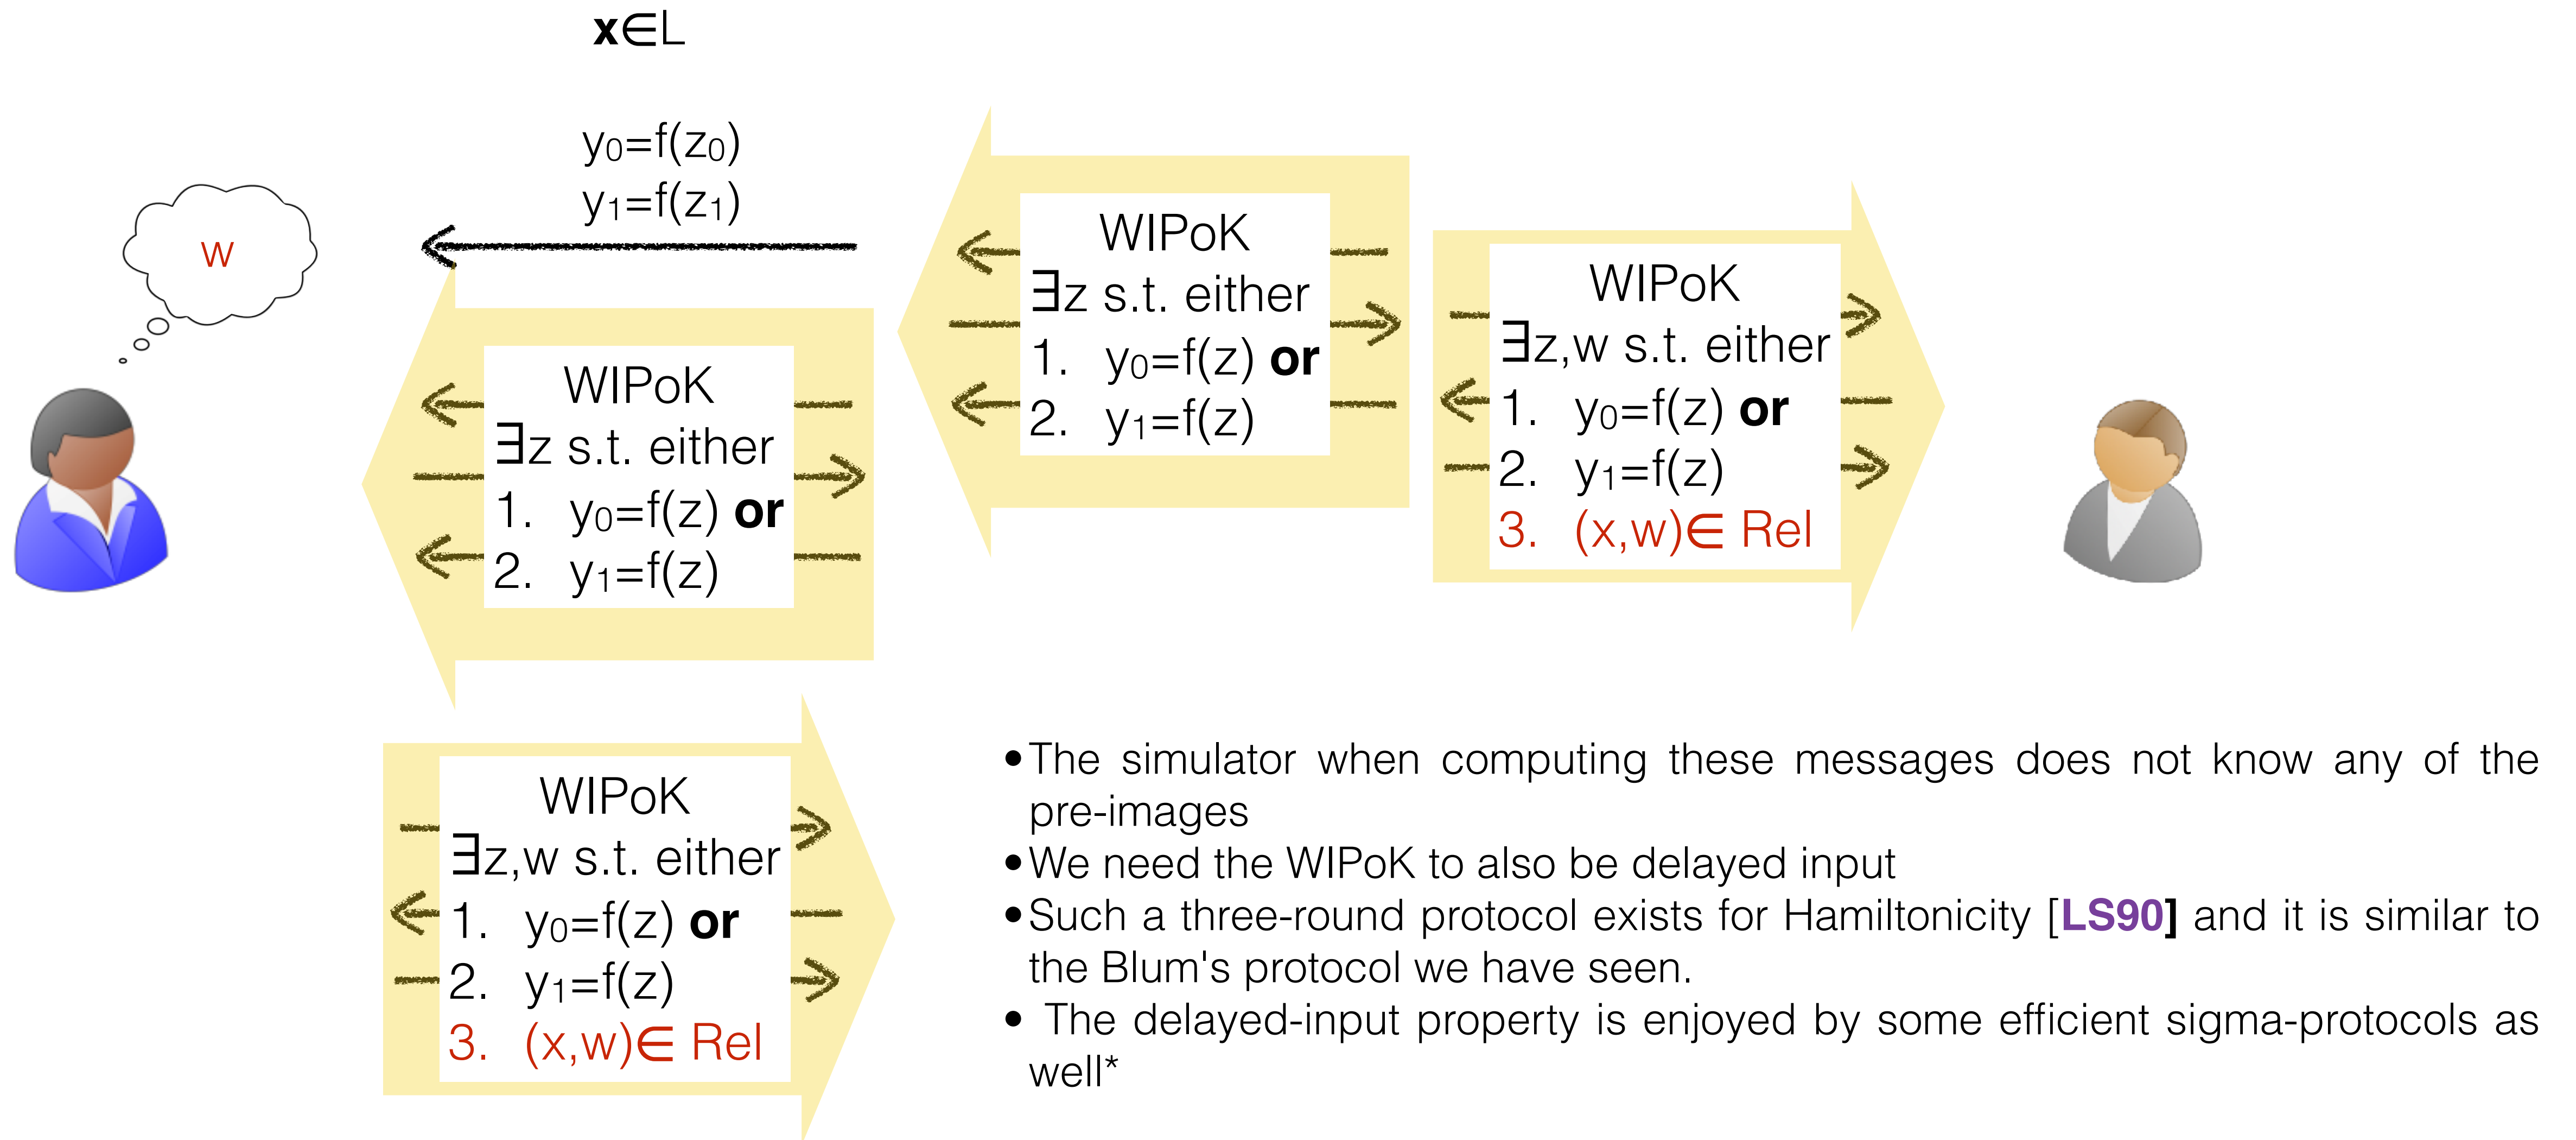 x∈L
y₀=f(z₀)
y₁=f(z₁)
w
WIPoK
∃z s.t. either
1. y₀=f(z) or
2. y₁=f(z)
WIPoK
∃z s.t. either
1. y₀=f(z) or
2. y₁=f(z)
WIPoK
∃z,w s.t. either
1. y₀=f(z) or
2. y₁=f(z)
3. (x,w)∈ Rel
WIPoK
∃z,w s.t. either
1. y₀=f(z) or
2. y₁=f(z)
3. (x,w)∈ Rel
•The simulator when computing these messages does not know any of the
pre-images
•We need the WIPoK to also be delayed input
•Such a three-round protocol exists for Hamiltonicity [LS90] and it is similar to
the Blum's protocol we have seen.
• The delayed-input property is enjoyed by some efficient sigma-protocols as
well*